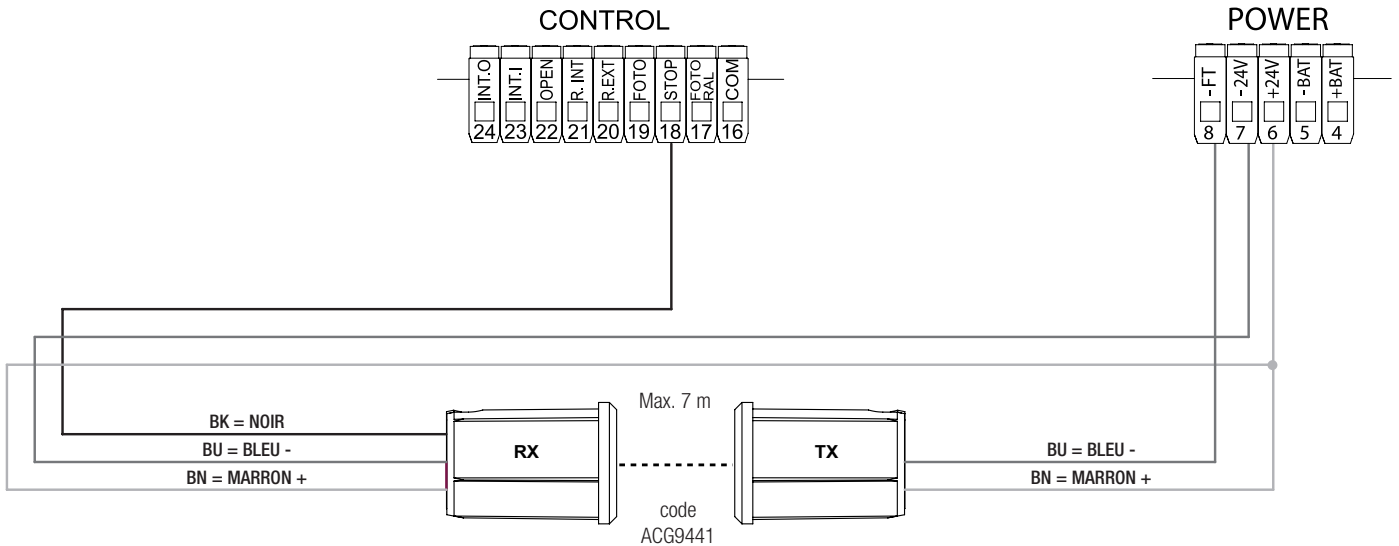 CONTROL
POWER
INT.O
INT.I
OPEN
R. INT
R.EXT
FOTO
STOP
FOTO RAL
COM
24 23 22 21 20 19 18 17 16
-FT
-24V
+24V
-BAT
+BAT
8 7 6 5 4
Max. 7 m
BK = NOIR
BU = BLEU -
BN = MARRON +
RX
TX
BU = BLEU -
BN = MARRON +
code
ACG9441